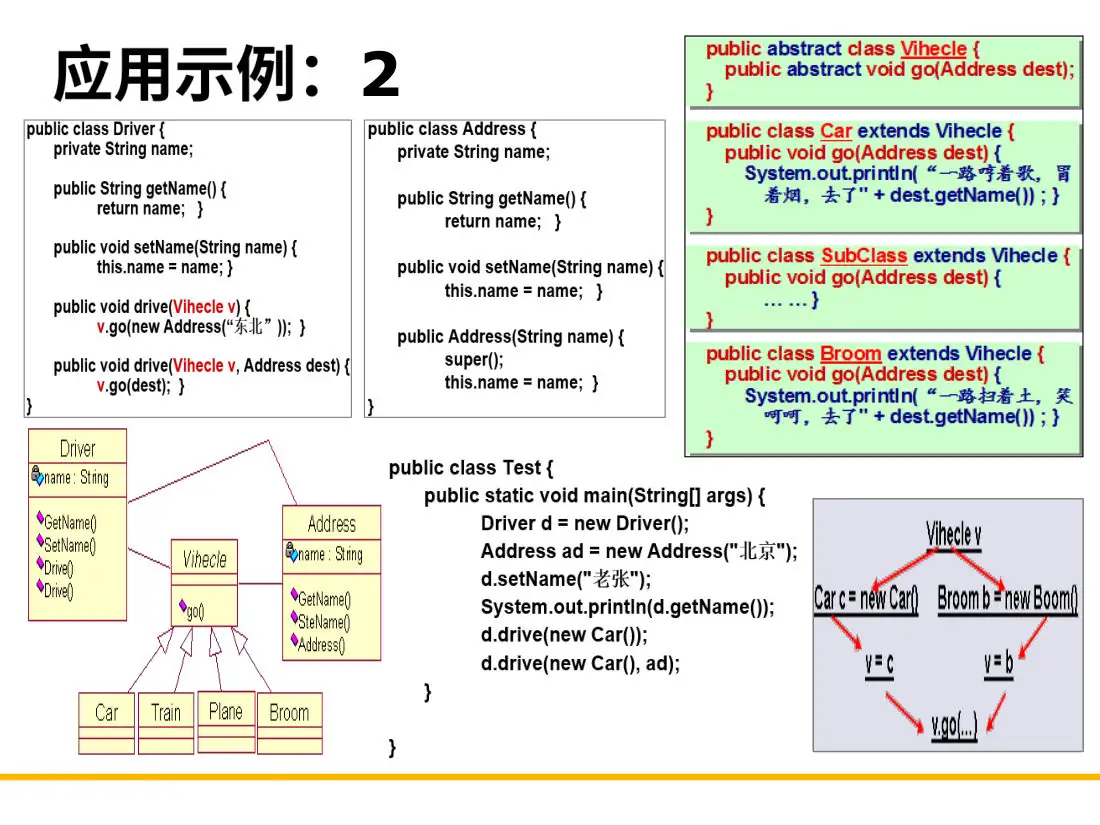 应用示例：2
public class Driver {
private String name;
public String getName() {
return name;   }
public void setName(String name) {
this.name = name; }
public void drive(Vihecle v) {
v.go(new Address(“东北”));  }
public void drive(Vihecle v, Address dest) {
v.go(dest);  }
}
public class Address {
private String name;
public String getName() {
return name;   }
public void setName(String name) {
this.name = name;   }
public Address(String name) {
super();
this.name = name;  }
}
public abstract class Vihecle {
public abstract void go(Address dest);
}
public class Car extends Vihecle {
public void go(Address dest) {
System.out.println(“一路哼着歌，冒
着烟，去了" + dest.getName()) ; }
}
public class SubClass extends Vihecle {
public void go(Address dest) {
… … }
}
public class Broom extends Vihecle {
public void go(Address dest) {
System.out.println(“一路扫着土，笑
呵呵，去了" + dest.getName()) ; }
}
Driver
name : String
GetName()
SetName()
Drive()
Drive()
Vihecle
go()
Address
name : String
GetName()
SteName()
Address()
Car
Train
Plane
Broom
public class Test {
public static void main(String[] args) {
Driver d = new Driver();
Address ad = new Address("北京");
d.setName("老张");
System.out.println(d.getName());
d.drive(new Car());
d.drive(new Car(), ad);
}
}
Vihecle v
Car c = new Car()
Broom b = new Boom()
v = c
v = b
v.go(...)